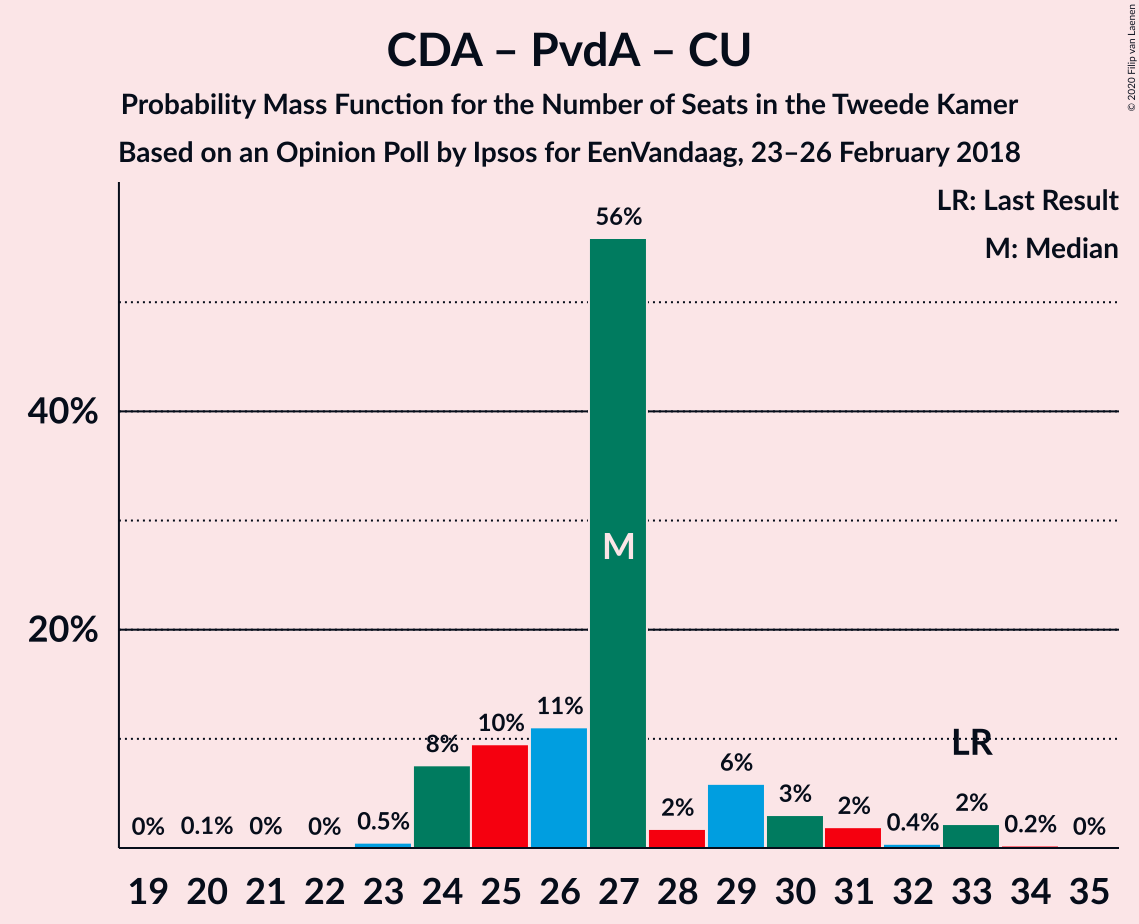 CDA – PvdA – CU
Probability Mass Function for the Number of Seats in the Tweede Kamer
Based on an Opinion Poll by Ipsos for EenVandaag, 23–26 February 2018
© 2020 Filip van Laenen
LR: Last Result
M: Median
56%
40%
M
20%
11%
10%
8%
LR
6%
3%
2%
2%
2%
0.5%
0.4%
0.2%
0%
0.1%
0%
0%
0%
19 20 21 22 23 24 25 26 27 28 29 30 31 32 33 34 35